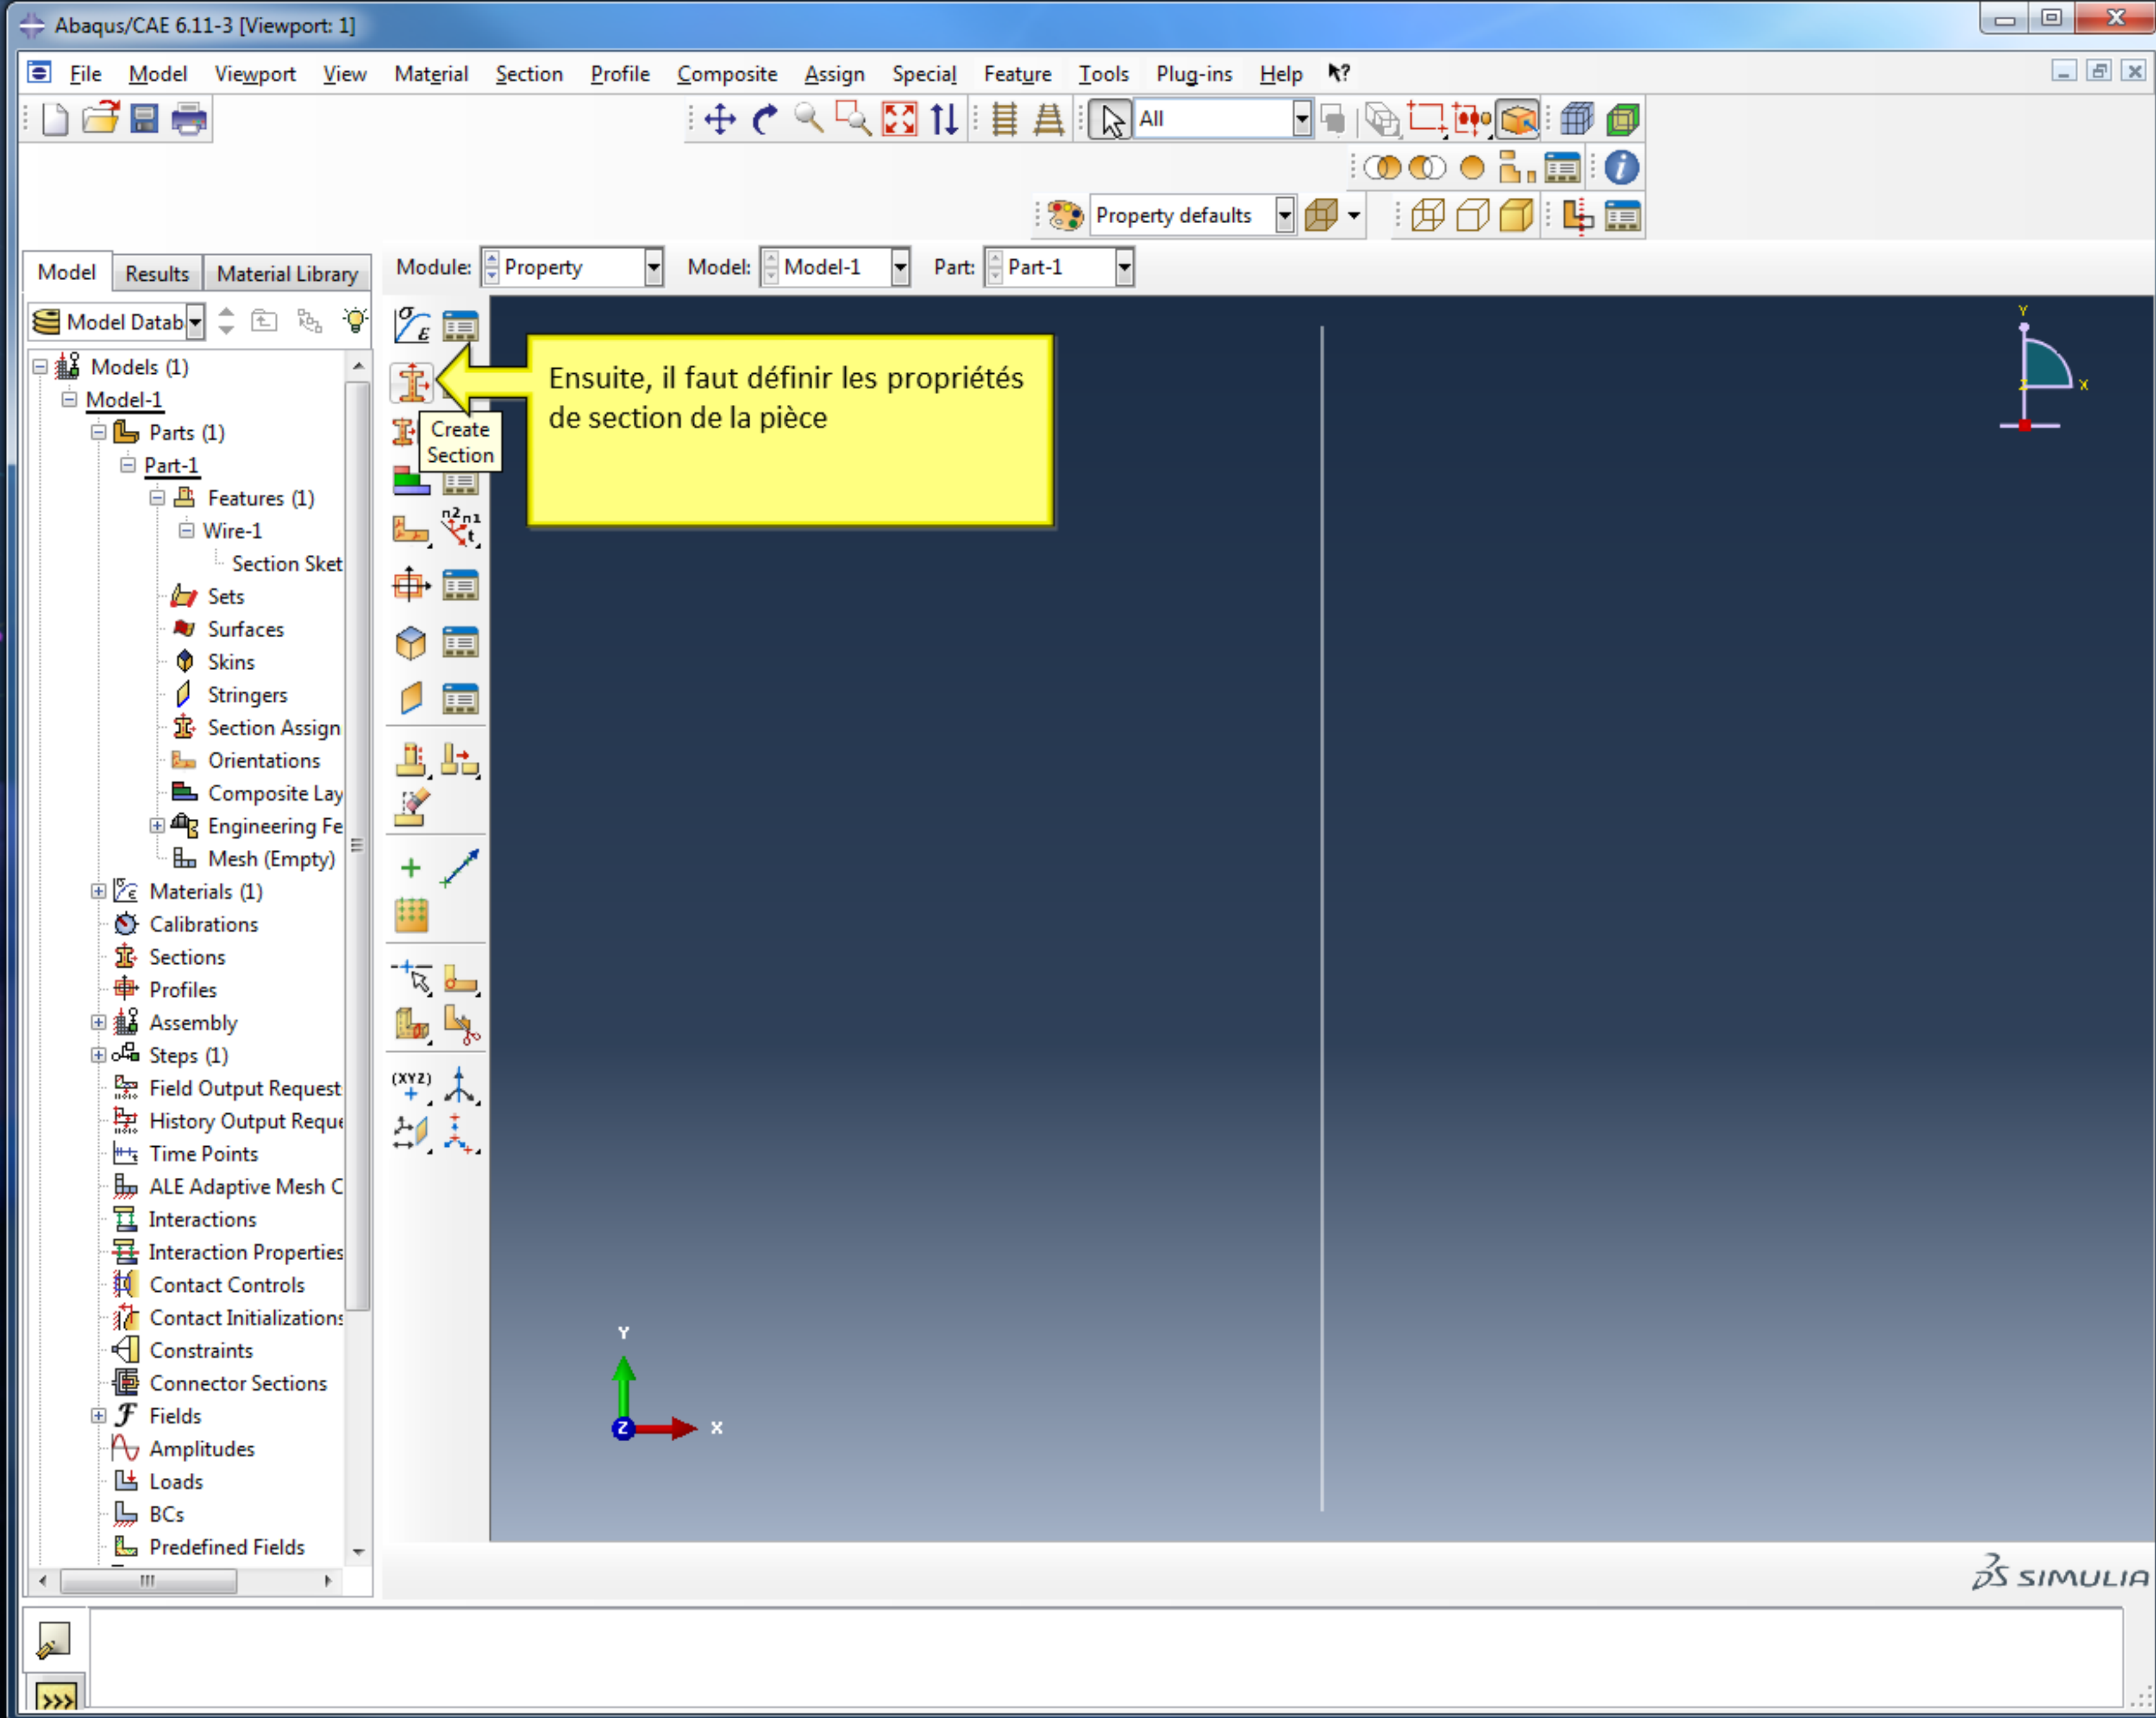 Abaqus/CAE 6.11-3 [Viewport: 1]
File Model Viewport View Material Section Profile Composite Assign Special Feature Tools Plug-ins Help ?
All
i
Property defaults
Model Results Material Library
Module: Property Model: Model-1 Part: Part-1
Model Datab
Models (1)
Model-1
Parts (1)
Part-1
Features (1)
Wire-1
Section Sket
Sets
Surfaces
Skins
Stringers
Section Assign
Orientations
Composite Lay
Engineering Fe
Mesh (Empty)
Materials (1)
Calibrations
Sections
Profiles
Assembly
Steps (1)
Field Output Request
History Output Reque
Time Points
ALE Adaptive Mesh C
Interactions
Interaction Properties
Contact Controls
Contact Initializations
Constraints
Connector Sections
Fields
Amplitudes
Loads
BCs
Predefined Fields
σ ε
Create
Section
n2 n1
t
(XYZ)
Ensuite, il faut définir les propriétés
de section de la pièce
Y
Z X
Y
Z X
SIMULIA
>>>